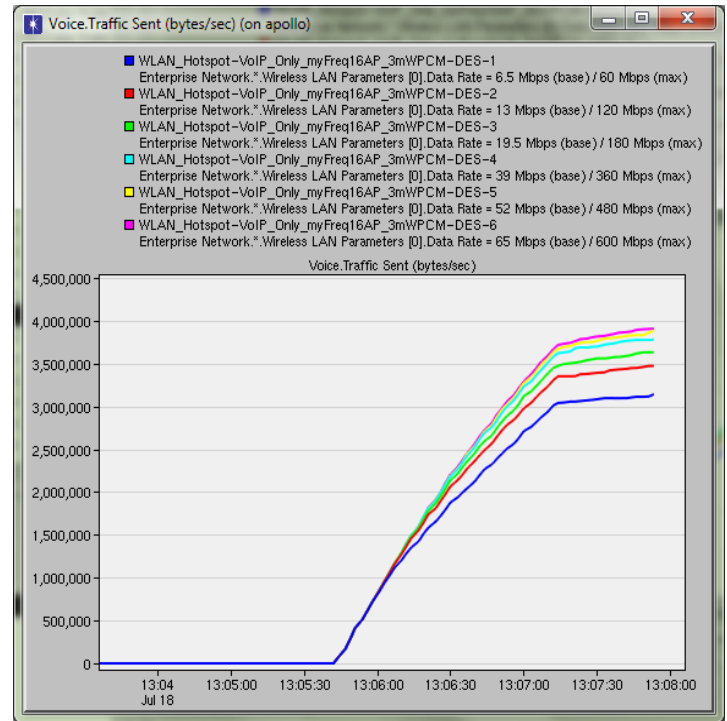 Voice.Traffic Sent (bytes/sec) (on apollo)
WLAN_Hotspot-VoIP_Only_myFreq16AP_3mWPCM-DES-1
Enterprise Network.*.Wireless LAN Parameters [0].Data Rate = 6.5 Mbps (base) / 60 Mbps (max)
WLAN_Hotspot-VoIP_Only_myFreq16AP_3mWPCM-DES-2
Enterprise Network.*.Wireless LAN Parameters [0].Data Rate = 13 Mbps (base) / 120 Mbps (max)
WLAN_Hotspot-VoIP_Only_myFreq16AP_3mWPCM-DES-3
Enterprise Network.*.Wireless LAN Parameters [0].Data Rate = 19.5 Mbps (base) / 180 Mbps (max)
WLAN_Hotspot-VoIP_Only_myFreq16AP_3mWPCM-DES-4
Enterprise Network.*.Wireless LAN Parameters [0].Data Rate = 39 Mbps (base) / 360 Mbps (max)
WLAN_Hotspot-VoIP_Only_myFreq16AP_3mWPCM-DES-5
Enterprise Network.*.Wireless LAN Parameters [0].Data Rate = 52 Mbps (base) / 480 Mbps (max)
WLAN_Hotspot-VoIP_Only_myFreq16AP_3mWPCM-DES-6
Enterprise Network.*.Wireless LAN Parameters [0].Data Rate = 65 Mbps (base) / 600 Mbps (max)
Voice.Traffic Sent (bytes/sec)
4,500,000
4,000,000
3,500,000
3,000,000
2,500,000
2,000,000
1,500,000
1,000,000
500,000
0
13:04 13:05:00 13:05:30 13:06:00 13:06:30 13:07:00 13:07:30 13:08:00
Jul 18